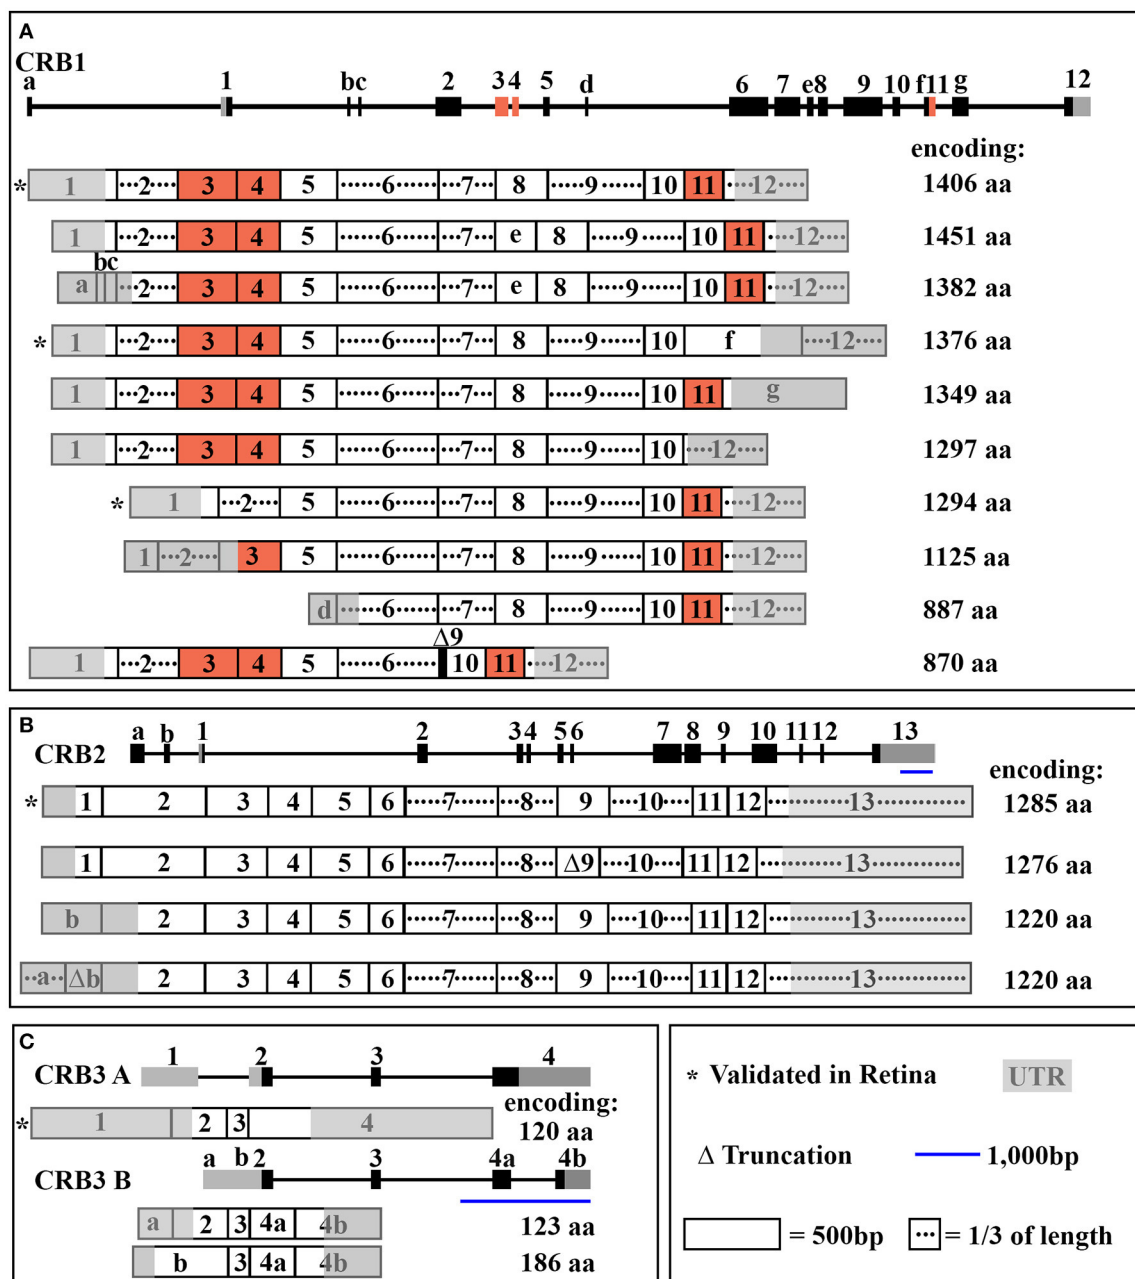 A
CRB1
a 1 b c 2 3 4 5 d 6 7 e 8 9 10 f 11 g 12
encoding:
* 1 ···2···· 3 4 5 ······6······ ···7··· 8 ·····9······ 10 11 ····12···· 1406 aa
1 ···2···· 3 4 5 ······6······ ···7··· e 8 ·····9······ 10 11 ····12···· 1451 aa
bc
a ···2···· 3 4 5 ······6······ ···7··· e 8 ·····9······ 10 11 ····12···· 1382 aa
* 1 ···2···· 3 4 5 ······6······ ···7··· 8 ·····9······ 10 f ····12···· 1376 aa
1 ···2···· 3 4 5 ······6······ ···7··· 8 ·····9······ 10 11 g 1349 aa
1 ···2···· 3 4 5 ······6······ ···7··· 8 ·····9······ 10 ····12···· 1297 aa
* 1 ···2···· 5 ······6······ ···7··· 8 ·····9······ 10 11 ····12···· 1294 aa
1 ···2···· 3 5 ······6······ ···7··· 8 ·····9······ 10 11 ····12···· 1125 aa
d ······6······ ···7··· 8 ·····9······ 10 11 ····12···· 887 aa
Δ9
1 ···2···· 3 4 5 ······6······ 10 11 ····12···· 870 aa
B
CRB2
a b 1 2 3 4 5 6 7 8 9 10 11 12 13
encoding:
* 1 2 3 4 5 6 ······7······ ···8··· 9 ····10···· 11 12 ···········13·············· 1285 aa
1 2 3 4 5 6 ······7······ ···8··· Δ9 ····10···· 11 12 ···········13·············· 1276 aa
b 2 3 4 5 6 ······7······ ···8··· 9 ····10···· 11 12 ···········13·············· 1220 aa
··a·· Δb 2 3 4 5 6 ······7······ ···8··· 9 ····10···· 11 12 ···········13·············· 1220 aa
C
CRB3 A
1 2 3 4
encoding:
* 1 2 3 4 120 aa
CRB3 B
a b 2 3 4a 4b
a 2 3 4a 4b 123 aa
b 3 4a 4b 186 aa
* Validated in Retina UTR
Δ Truncation 1,000bp
= 500bp ··· = 1/3 of length